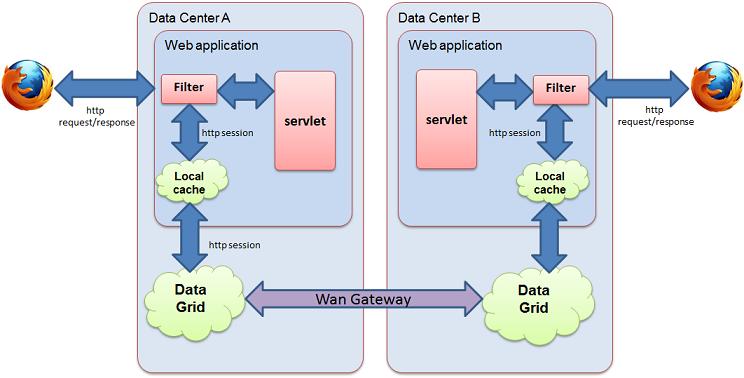 Data Center A
Web application
Filter
servlet
http
request/response
http session
Local
cache
http session
Data
Grid
Wan Gateway
Data Center B
Web application
servlet
Filter
http
request/response
http session
Local
cache
Data
Grid